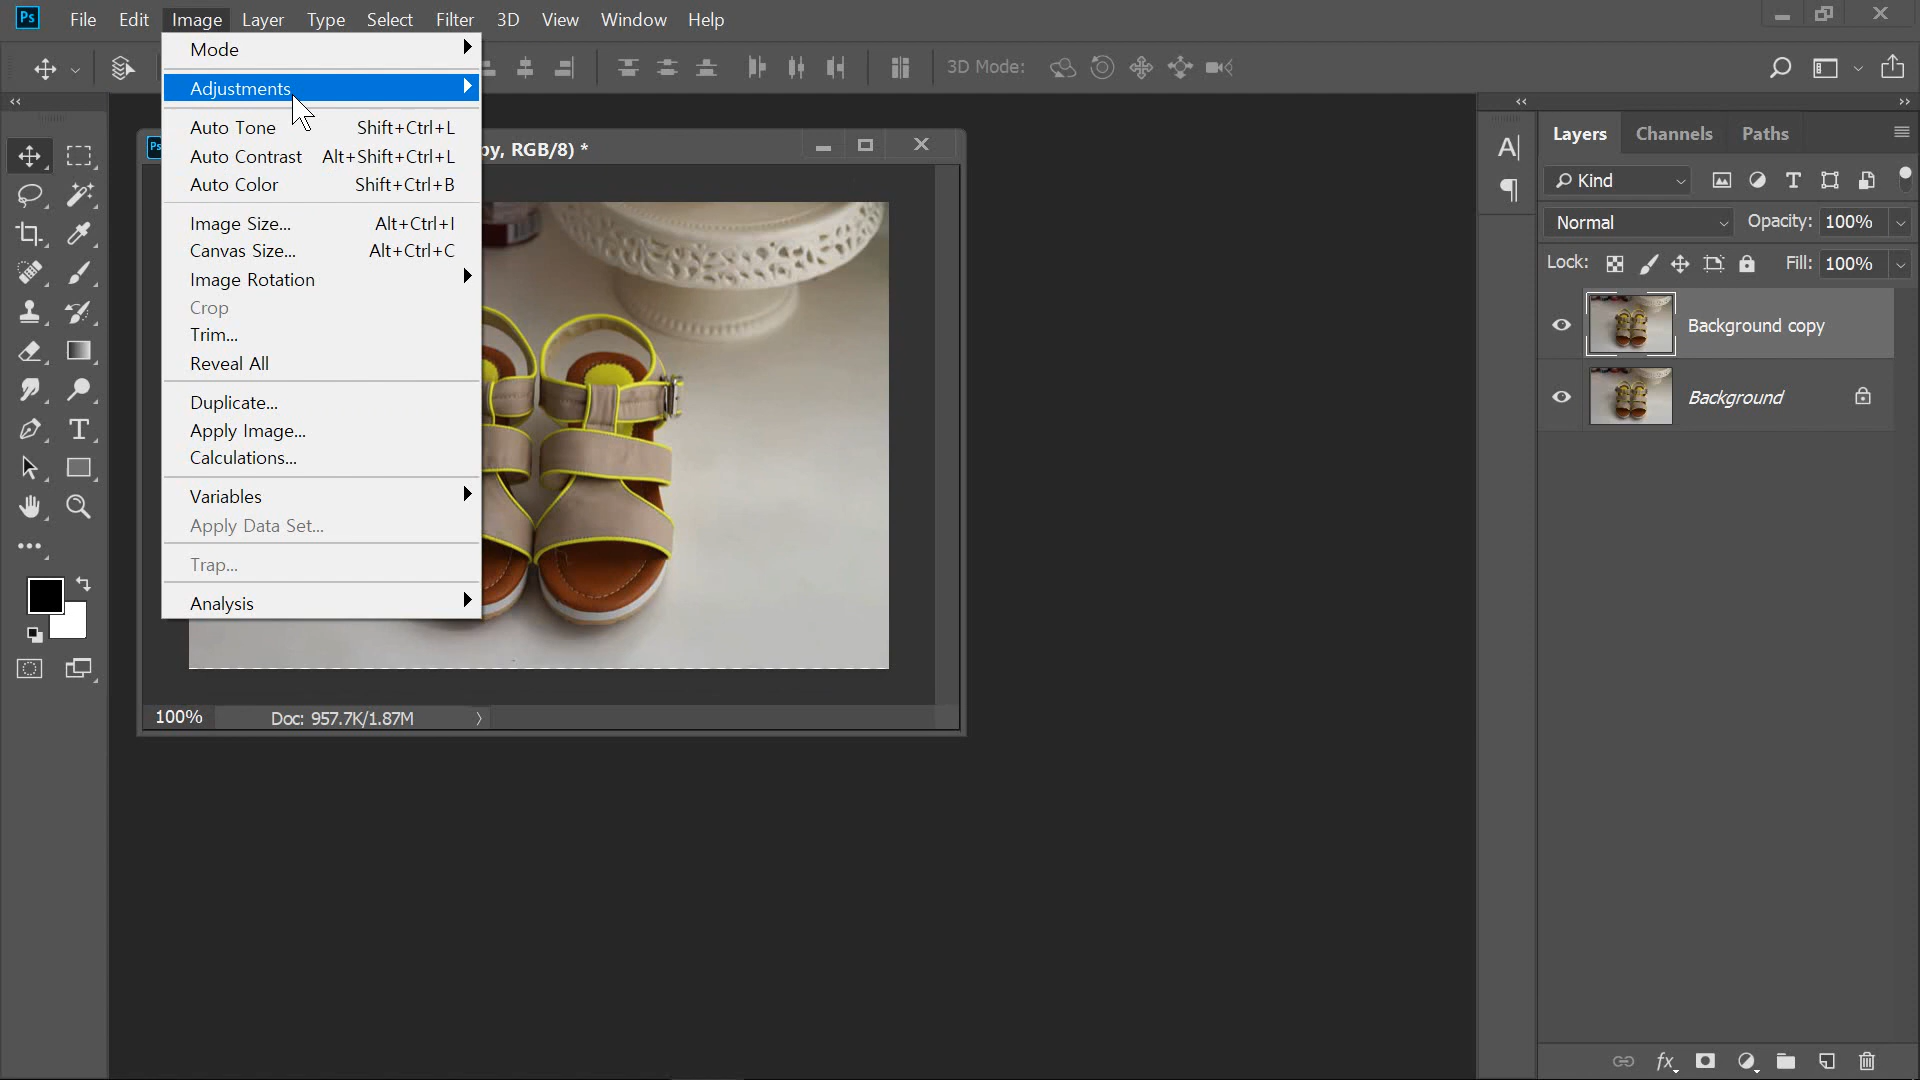 Ps File Edit Image Layer Type Select Filter 3D View Window Help
3D Mode:
Mode
Adjustments
Auto Tone Shift+Ctrl+L
Auto Contrast Alt+Shift+Ctrl+L
Auto Color Shift+Ctrl+B
Image Size... Alt+Ctrl+I
Canvas Size... Alt+Ctrl+C
Image Rotation
Crop
Trim...
Reveal All
Duplicate...
Apply Image...
Calculations...
Variables
Apply Data Set...
Trap...
Analysis
Ps py, RGB/8) *
100% Doc: 957.7K/1.87M
Layers Channels Paths
Kind
Normal Opacity: 100%
Lock: Fill: 100%
Background copy
Background
fx